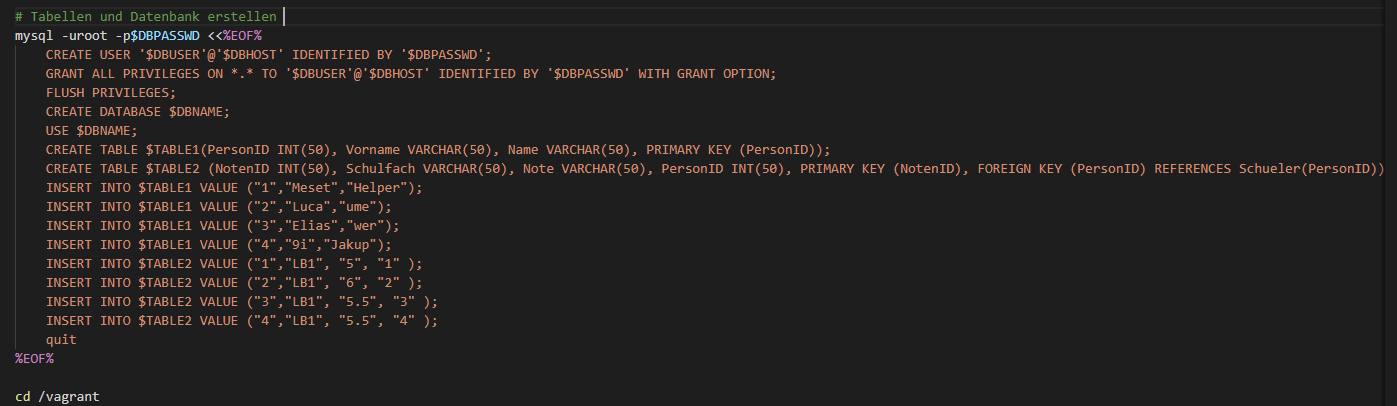 # Tabellen und Datenbank erstellen
mysql -uroot -p$DBPASSWD <<%EOF%
CREATE USER '$DBUSER'@'$DBHOST' IDENTIFIED BY '$DBPASSWD';
GRANT ALL PRIVILEGES ON *.* TO '$DBUSER'@'$DBHOST' IDENTIFIED BY '$DBPASSWD' WITH GRANT OPTION;
FLUSH PRIVILEGES;
CREATE DATABASE $DBNAME;
USE $DBNAME;
CREATE TABLE $TABLE1(PersonID INT(50), Vorname VARCHAR(50), Name VARCHAR(50), PRIMARY KEY (PersonID));
CREATE TABLE $TABLE2 (NotenID INT(50), Schulfach VARCHAR(50), Note VARCHAR(50), PersonID INT(50), PRIMARY KEY (NotenID), FOREIGN KEY (PersonID) REFERENCES Schueler(PersonID))
INSERT INTO $TABLE1 VALUE ("1","Meset","Helper");
INSERT INTO $TABLE1 VALUE ("2","Luca","ume");
INSERT INTO $TABLE1 VALUE ("3","Elias","wer");
INSERT INTO $TABLE1 VALUE ("4","9i","Jakup");
INSERT INTO $TABLE2 VALUE ("1","LB1", "5", "1" );
INSERT INTO $TABLE2 VALUE ("2","LB1", "6", "2" );
INSERT INTO $TABLE2 VALUE ("3","LB1", "5.5", "3" );
INSERT INTO $TABLE2 VALUE ("4","LB1", "5.5", "4" );
quit
%EOF%
cd /vagrant